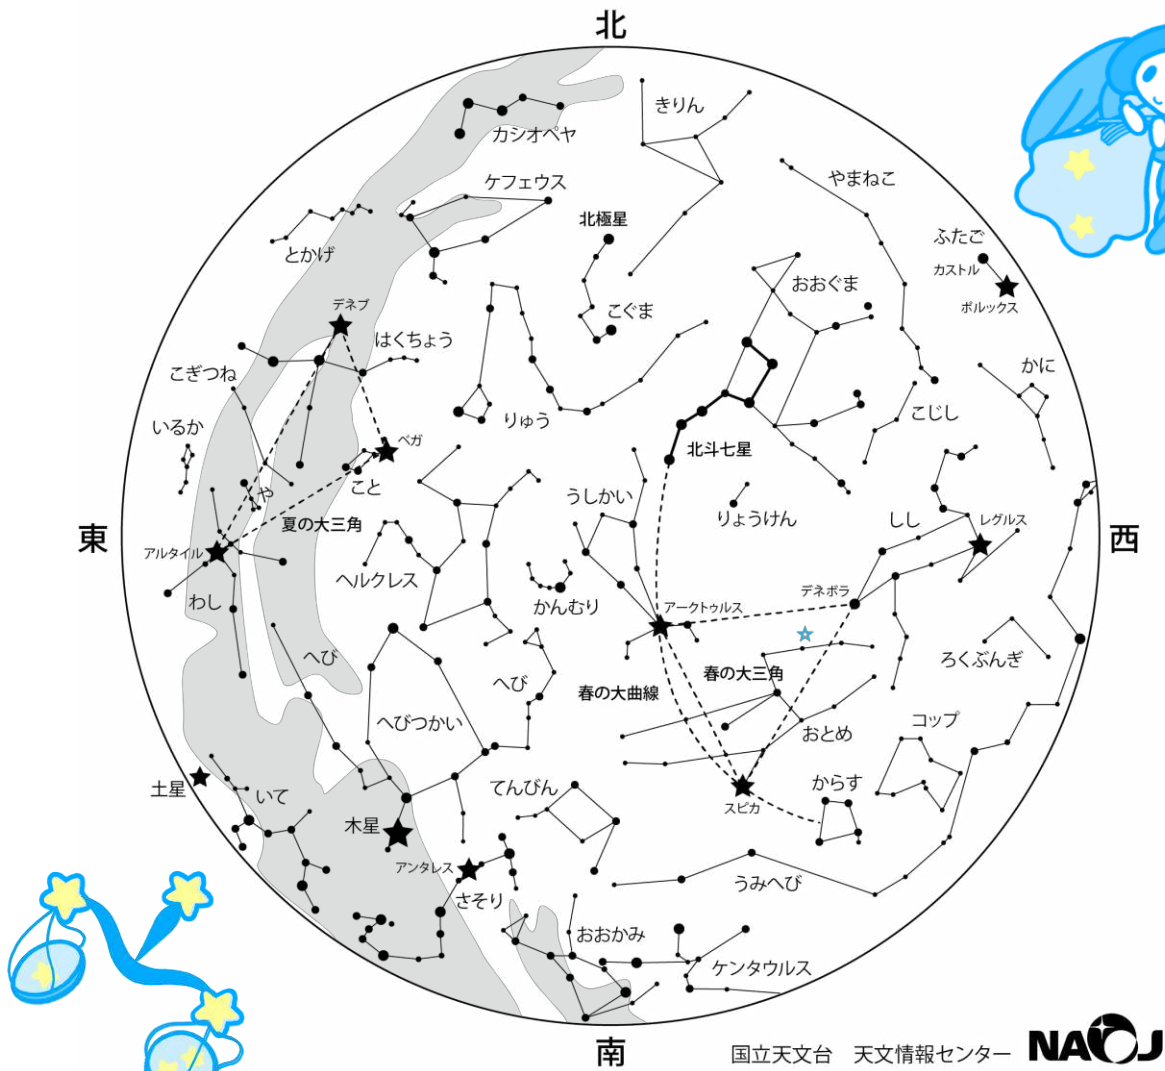 北
きりん
カシオペヤ
やまねこ
ケフェウス
北極星
ふたご
とかげ
カストル
おおぐま
ポルックス
デネブ
こぐま
はくちょう
かに
こぎつね
りゅう
こじし
いるか
ベガ
北斗七星
こと
や
うしかい
りょうけん
しし
レグルス
夏の大三角
東
西
アルタイル
ヘルクレス
デネボラ
わし
かんむり
アークトゥルス
へび
へび
春の大三角
ろくぶんぎ
春の大曲線
へびつかい
おとめ
コップ
土星
いて
てんびん
からす
スピカ
木星
アンタレス
さそり
うみへび
おおかみ
ケンタウルス
南
国立天文台 天文情報センター
NAOJ